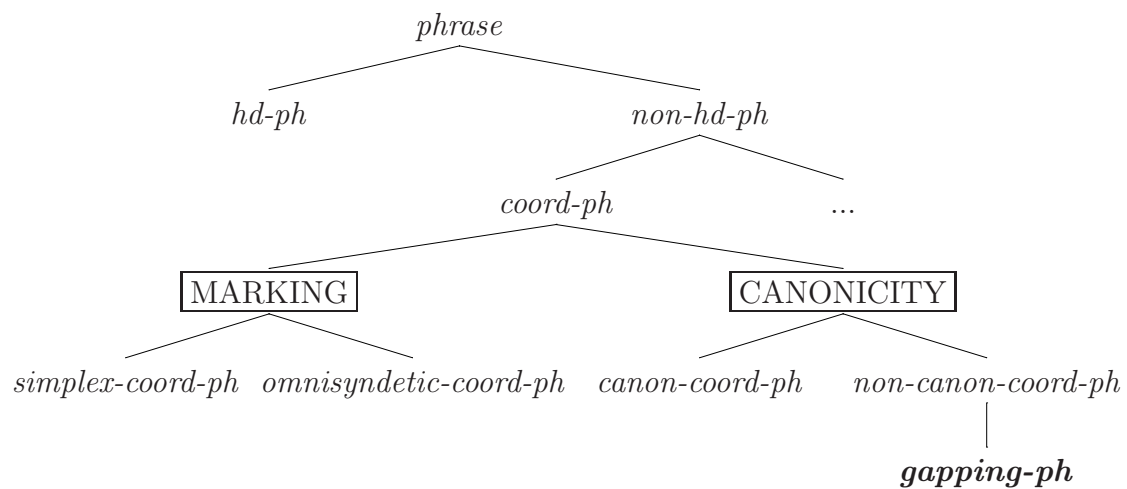 phrase
hd-ph non-hd-ph
coord-ph ...
MARKING CANONICITY
simplex-coord-ph omnisyndetic-coord-ph canon-coord-ph non-canon-coord-ph
gapping-ph